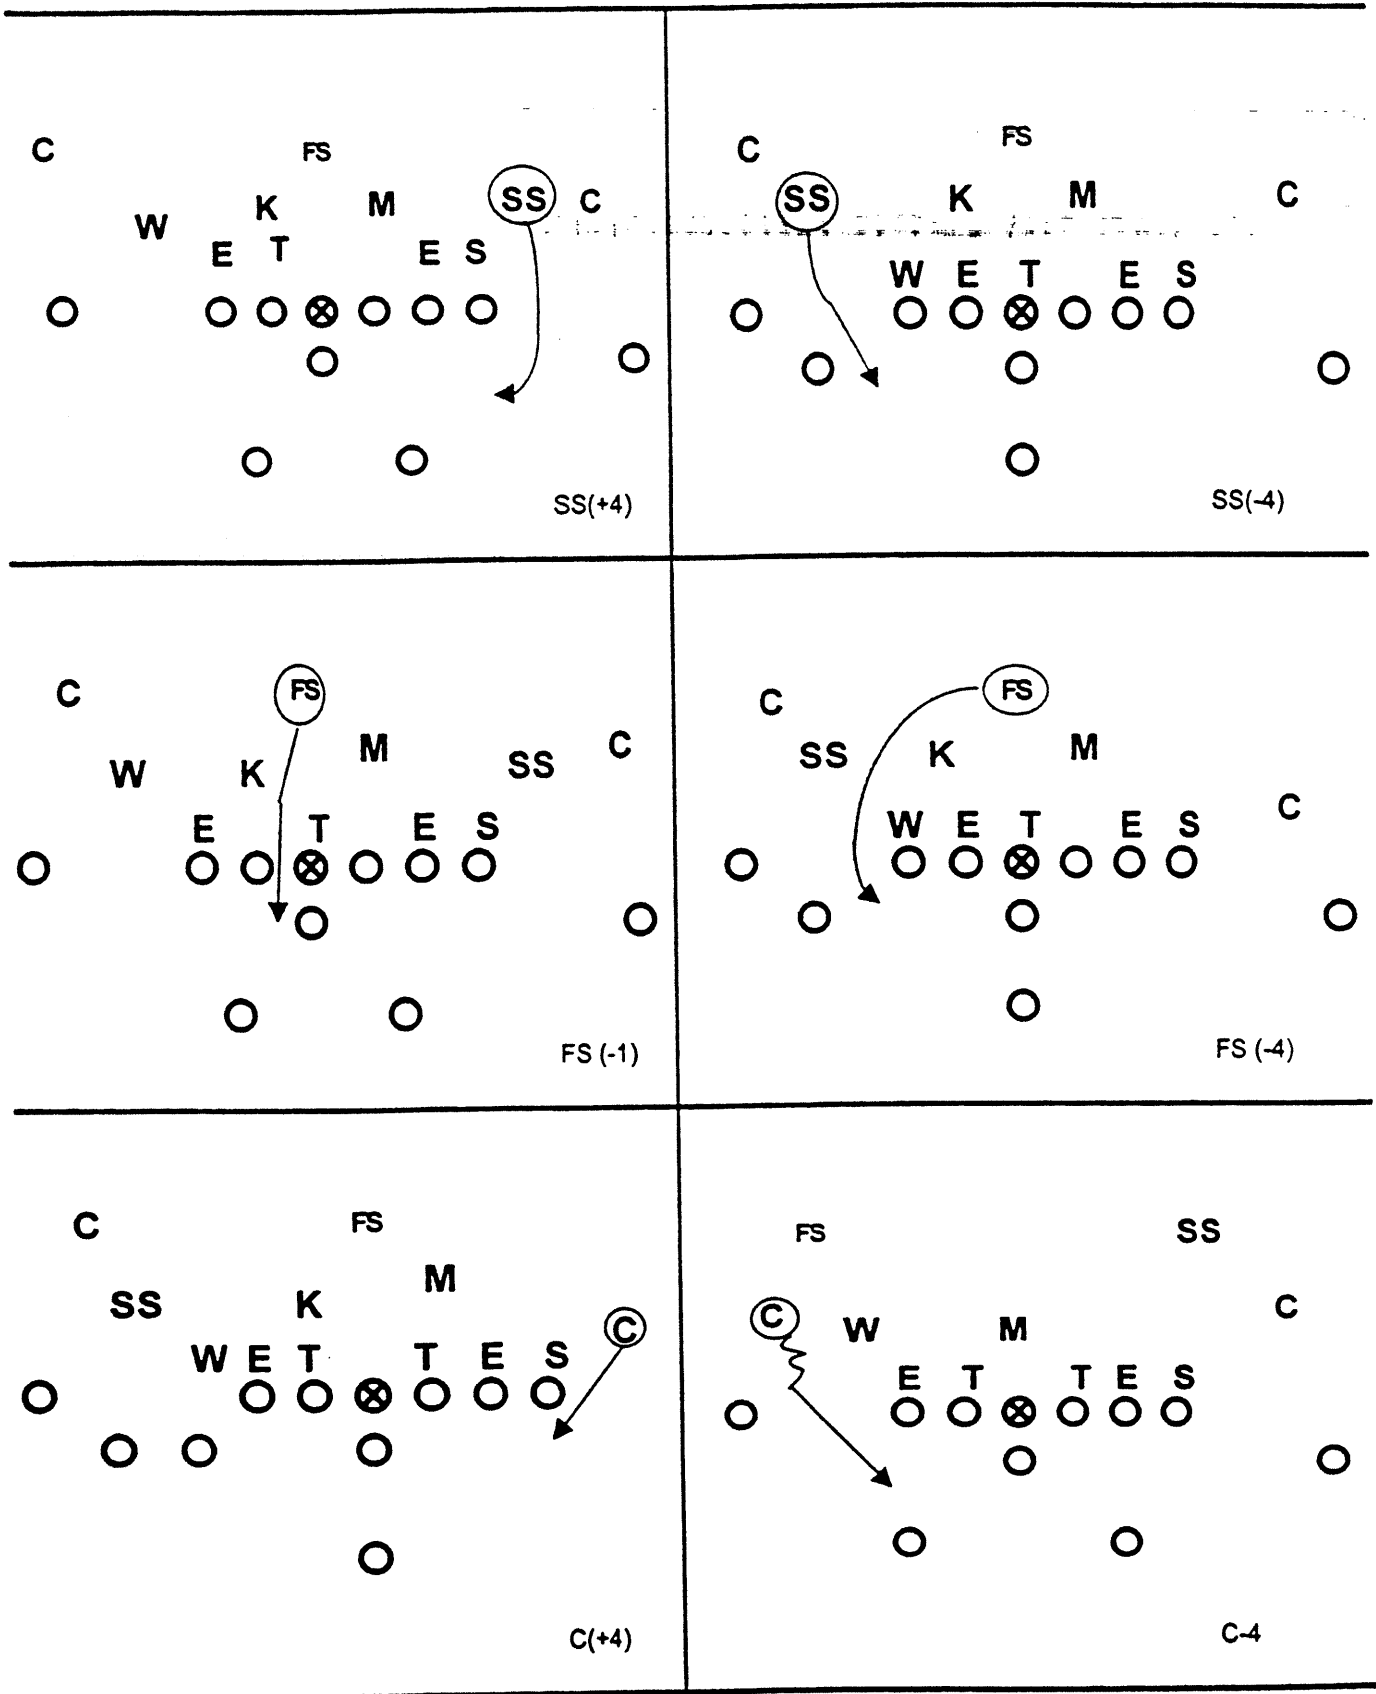 C FS SS C
W K M
E T E S
SS(+4)
C FS
SS K M C
W E T E S
SS(-4)
C FS
W K M SS C
E T E S
FS (-1)
C FS
SS K M
C
W E T E S
FS (-4)
C FS
SS K M
C
W E T T E S
C(+4)
FS SS
C W M C
E T T E S
C-4